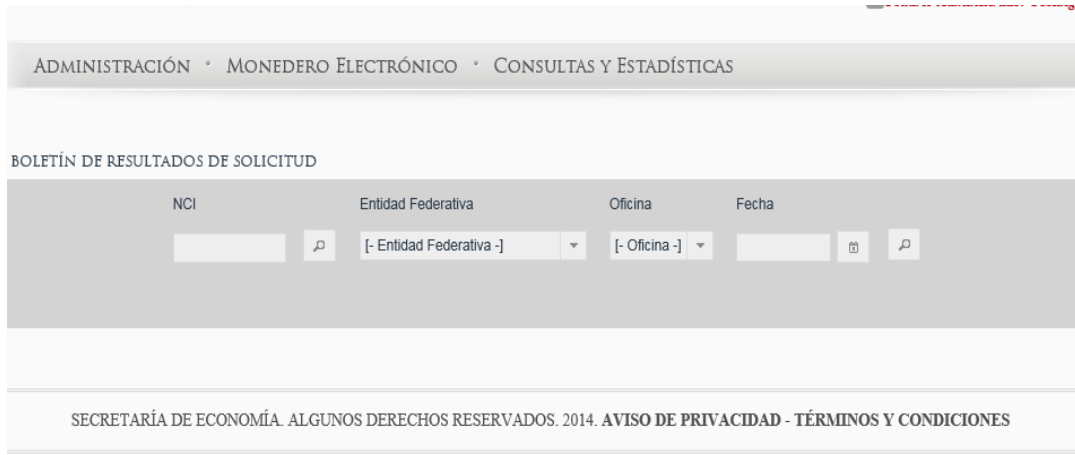 ADMINISTRACIÓN • MONEDERO ELECTRÓNICO • CONSULTAS Y ESTADÍSTICAS
BOLETÍN DE RESULTADOS DE SOLICITUD
NCI Entidad Federativa Oficina Fecha
[- Entidad Federativa -] [- Oficina -]
SECRETARÍA DE ECONOMÍA. ALGUNOS DERECHOS RESERVADOS. 2014. AVISO DE PRIVACIDAD - TÉRMINOS Y CONDICIONES